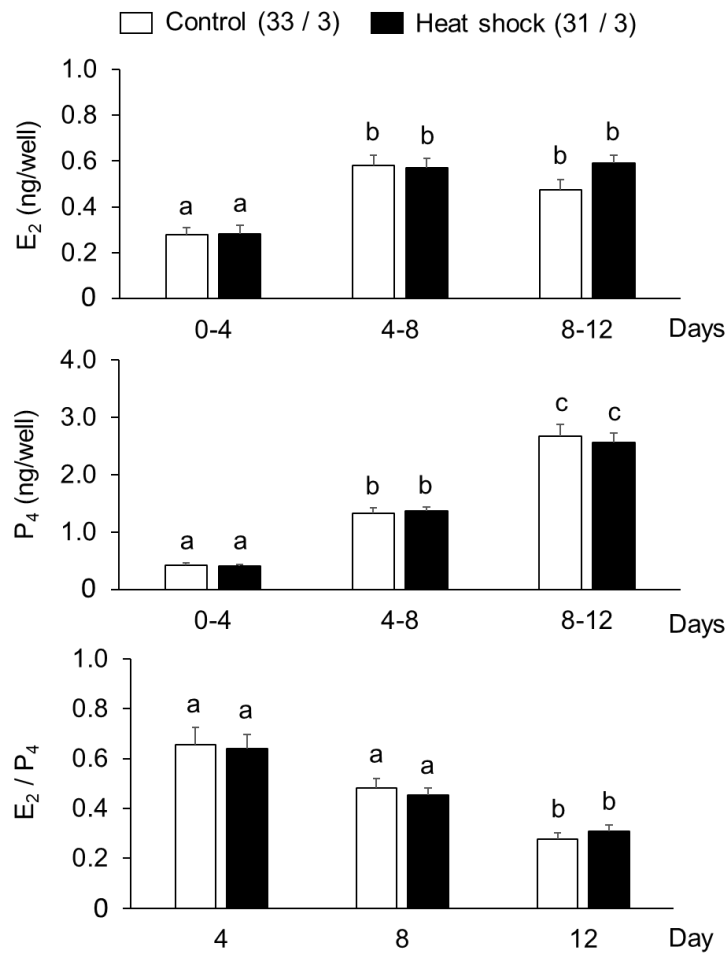 Control (33 / 3) Heat shock (31 / 3)
1.0
0.8
0.6
0.4
0.2
0
E₂ (ng/well)
a a b b b b
0-4 4-8 8-12 Days
4.0
3.0
2.0
1.0
0
P₄ (ng/well)
a a b b c c
0-4 4-8 8-12 Days
1.0
0.8
0.6
0.4
0.2
0
E₂ / P₄
a a a a b b
4 8 12 Day